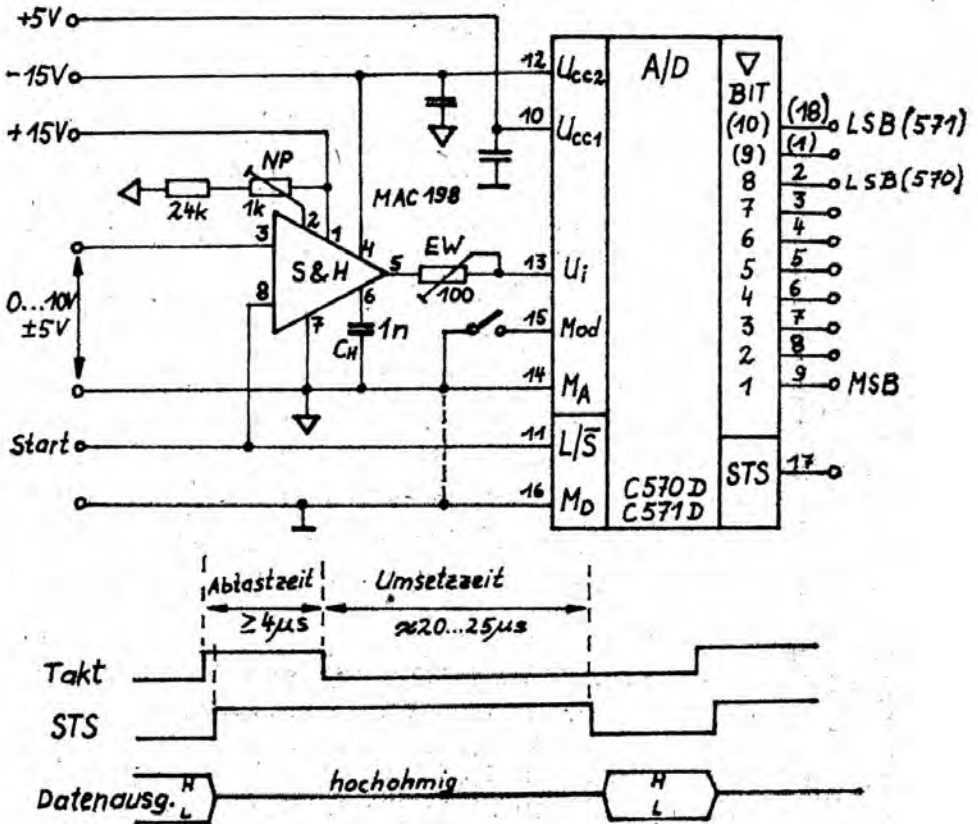 +5V
-15V
+15V
NP
24k
1k
MAC 198
2
1
3
4
S&H
5
8
6
7
EW
100
1n
C_H
0...10V
±5V
Start
12 Ucc2
10 Ucc1
13 Ui
15 Mod
14 M_A
11 L/S̅
16 M_D
A/D
C570D
C571D
BIT
(10) (18) LSB(571)
(9) (1)
8 2 LSB(570)
7 3
6 4
5 5
4 6
3 7
2 8
1 9 MSB
STS 17
Abtastzeit
≥4µs
Umsetzzeit
≈20...25µs
Takt
STS
Datenausg.
H
L
hochohmig
H
L